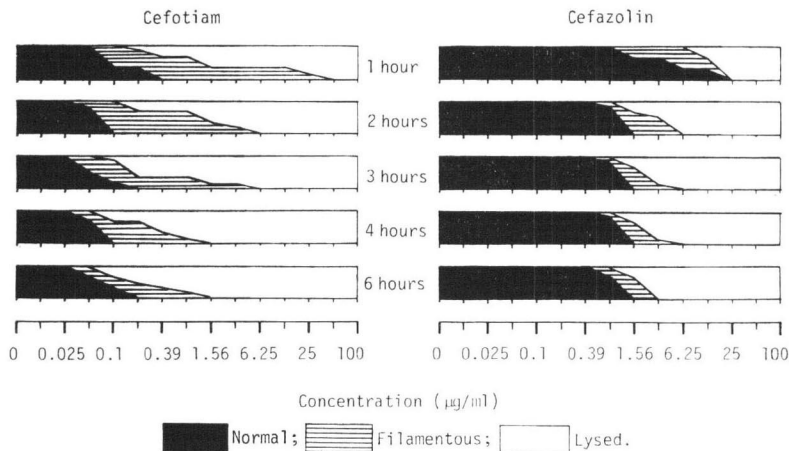 Cefotiam Cefazolin
1 hour
2 hours
3 hours
4 hours
6 hours
0 0.025 0.1 0.39 1.56 6.25 25 100 0 0.025 0.1 0.39 1.56 6.25 25 100
Concentration (µg/ml)
Normal; Filamentous; Lysed.